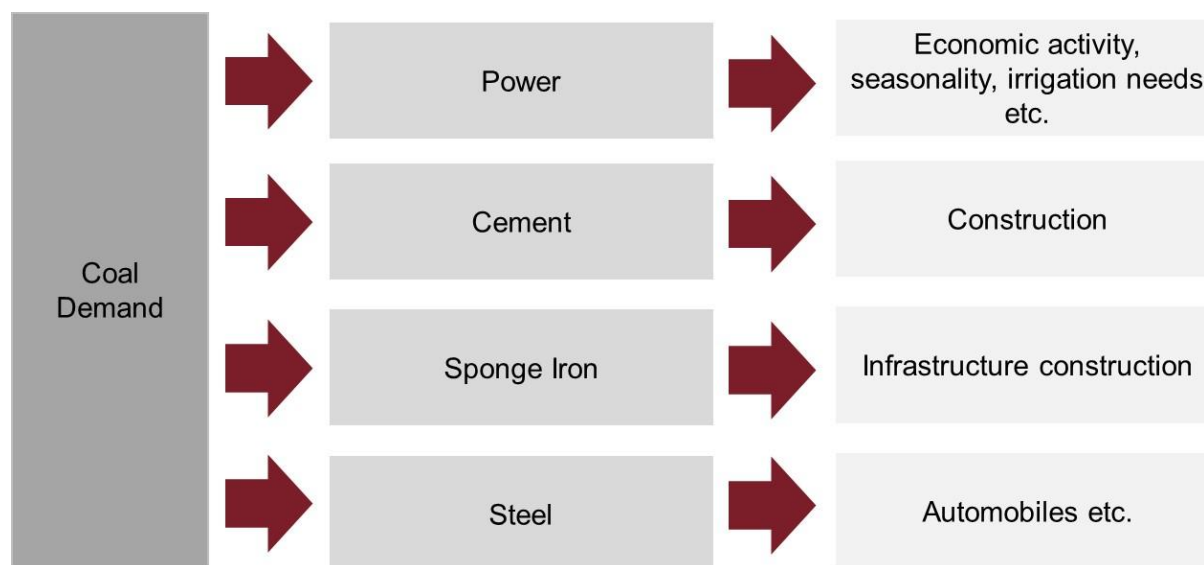 Coal
Demand
Power
Economic activity,
seasonality, irrigation needs
etc.
Cement
Construction
Sponge Iron
Infrastructure construction
Steel
Automobiles etc.